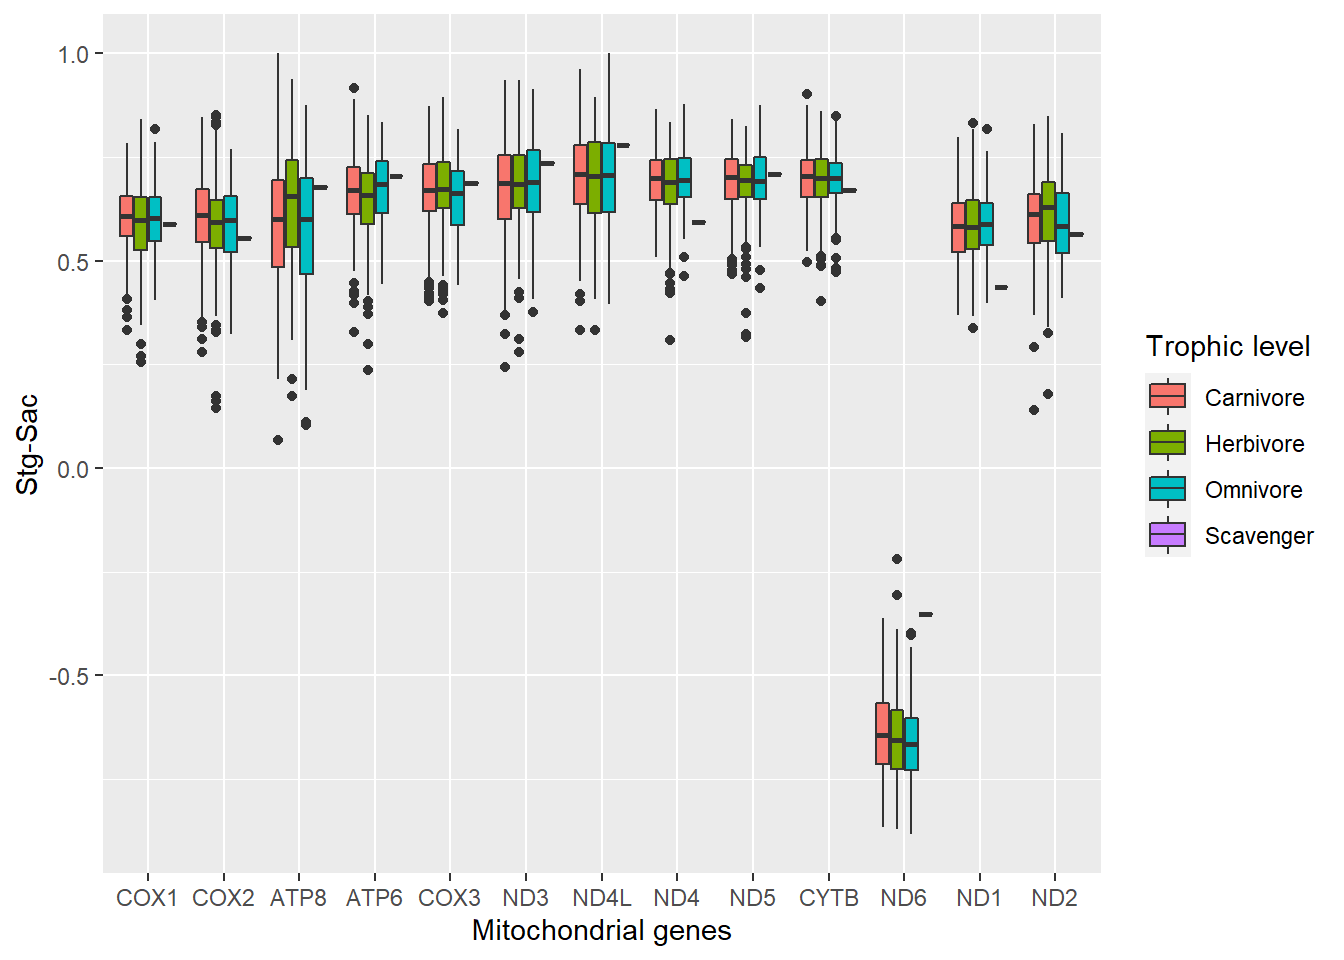 Stg-Sac
1.0
0.5
0.0
-0.5
COX1 COX2 ATP8 ATP6 COX3 ND3 ND4L ND4 ND5 CYTB ND6 ND1 ND2
Mitochondrial genes
Trophic level
Carnivore
Herbivore
Omnivore
Scavenger